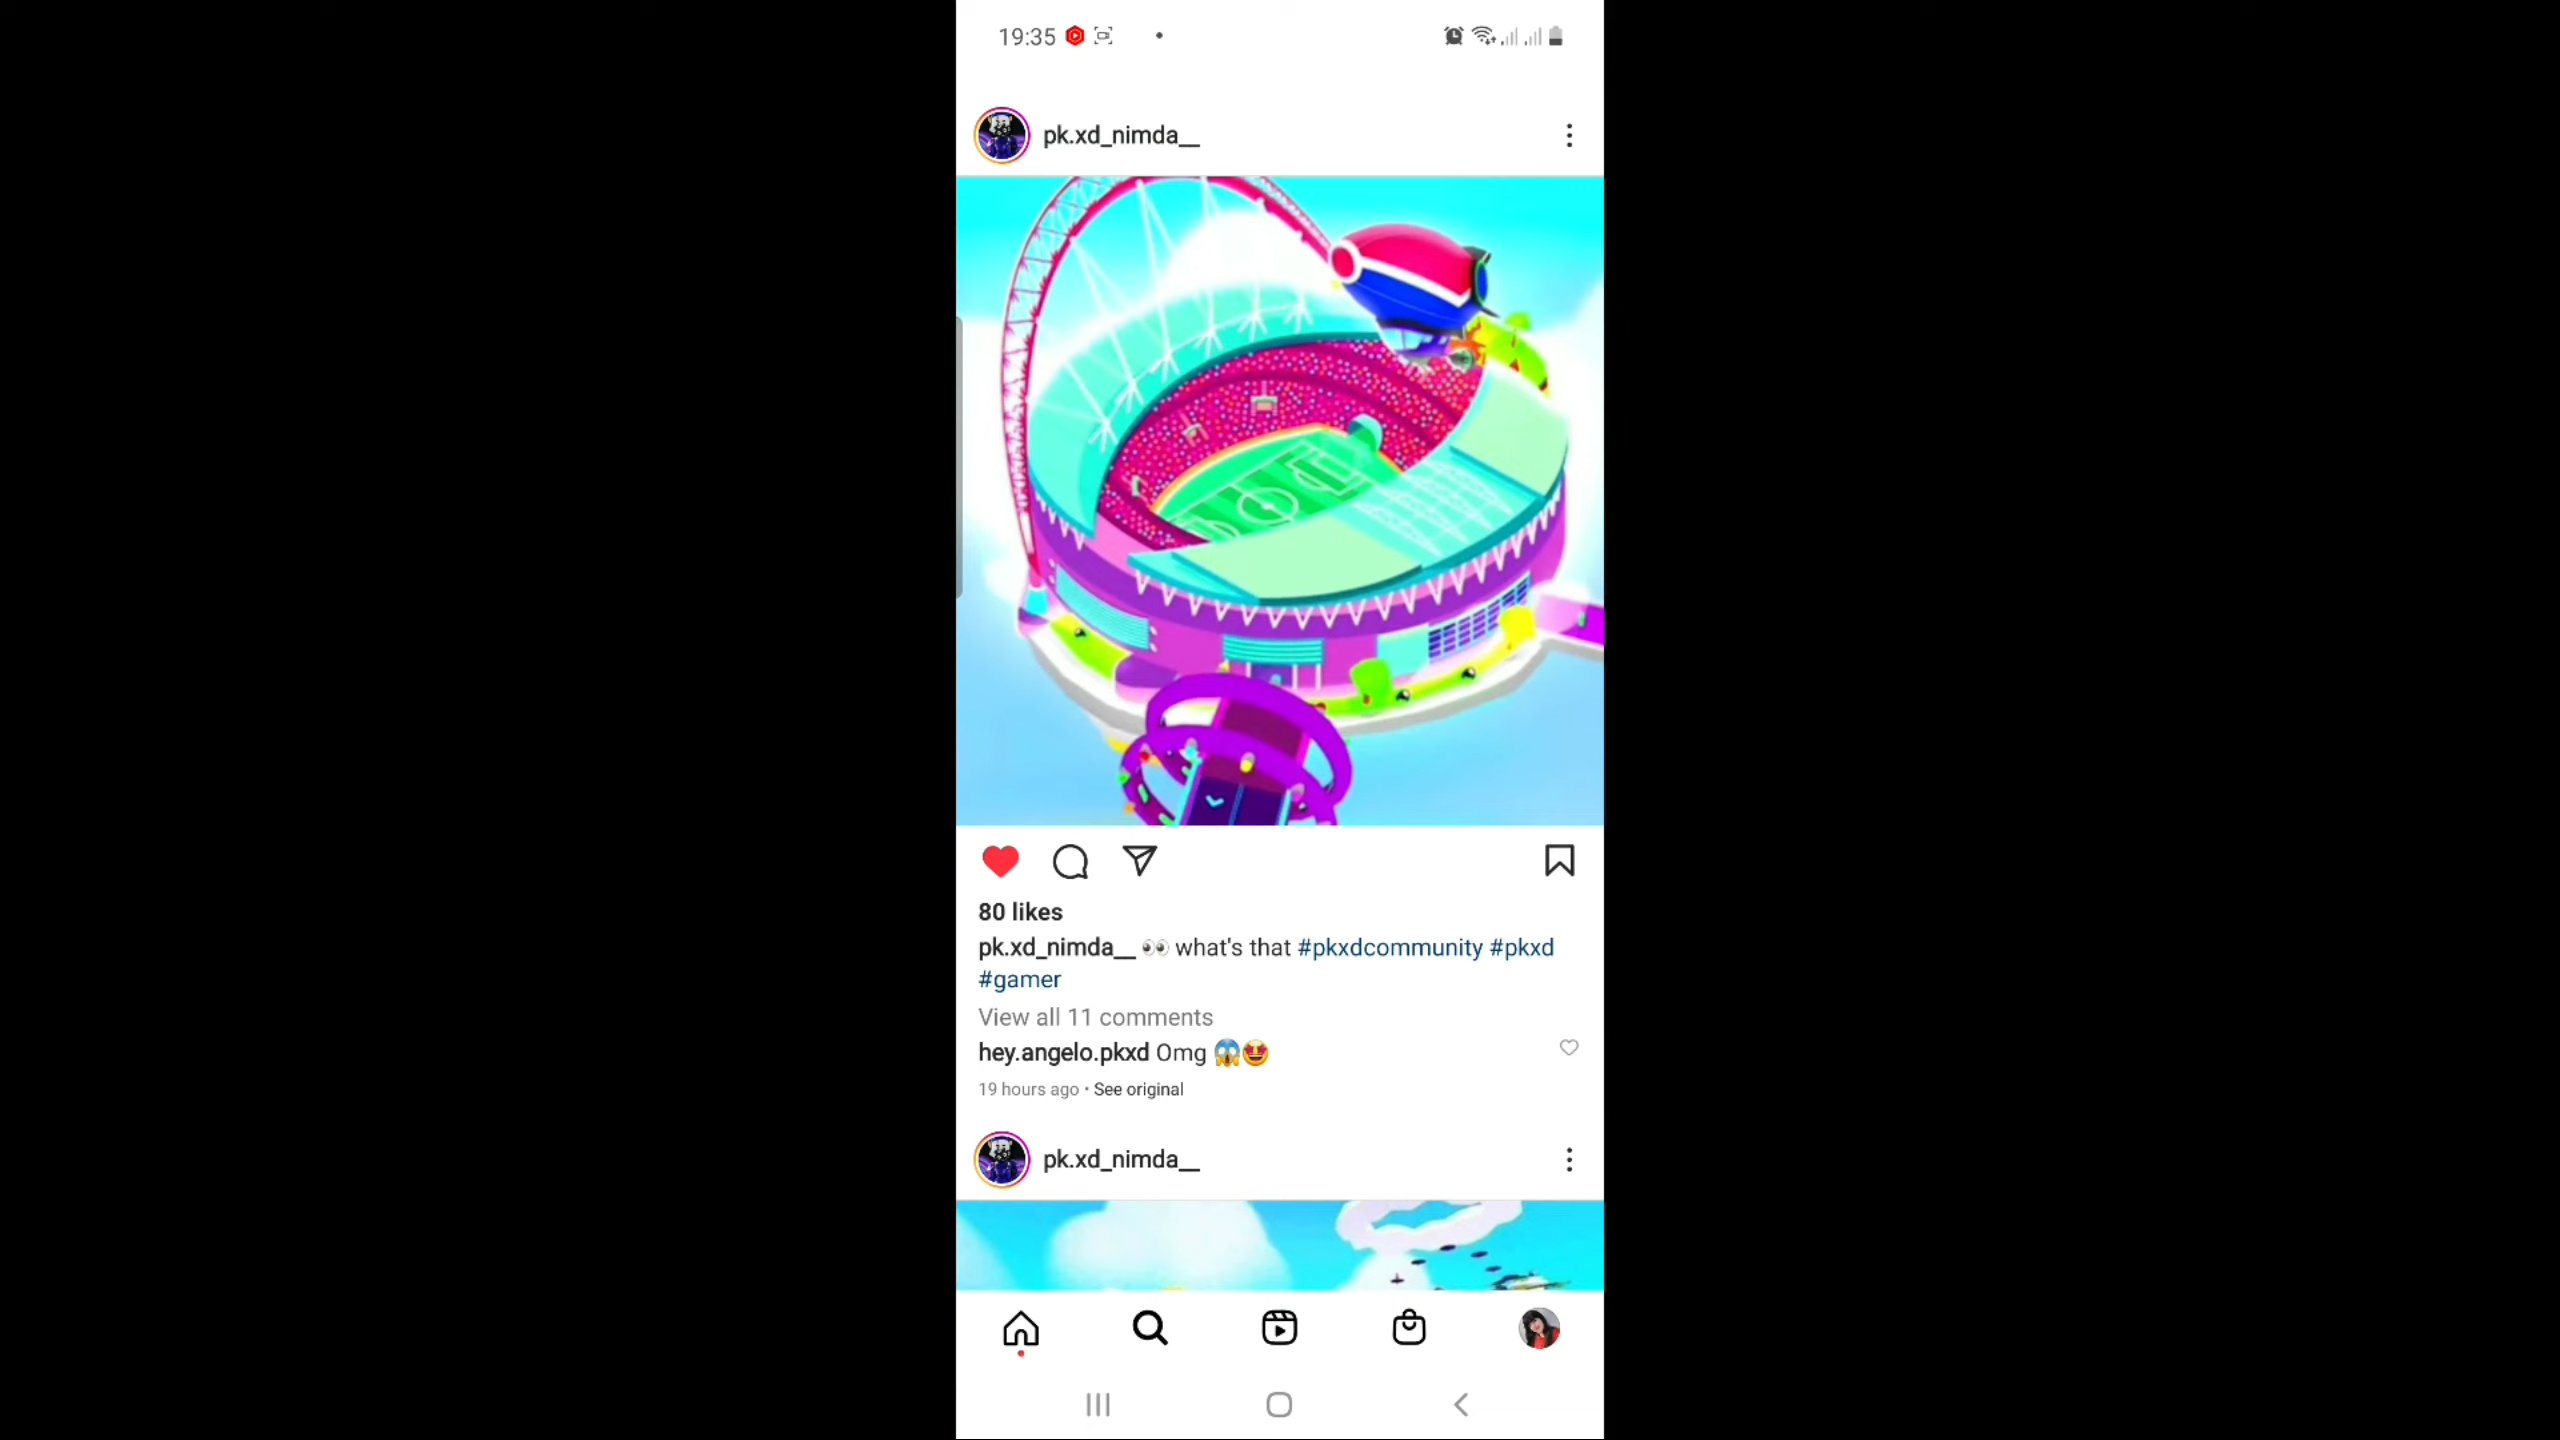 19:35
pk.xd_nimda__
80 likes
pk.xd_nimda__ 👀 what's that #pkxdcommunity #pkxd
#gamer
View all 11 comments
hey.angelo.pkxd Omg 😱🤩
19 hours ago • See original
pk.xd_nimda__